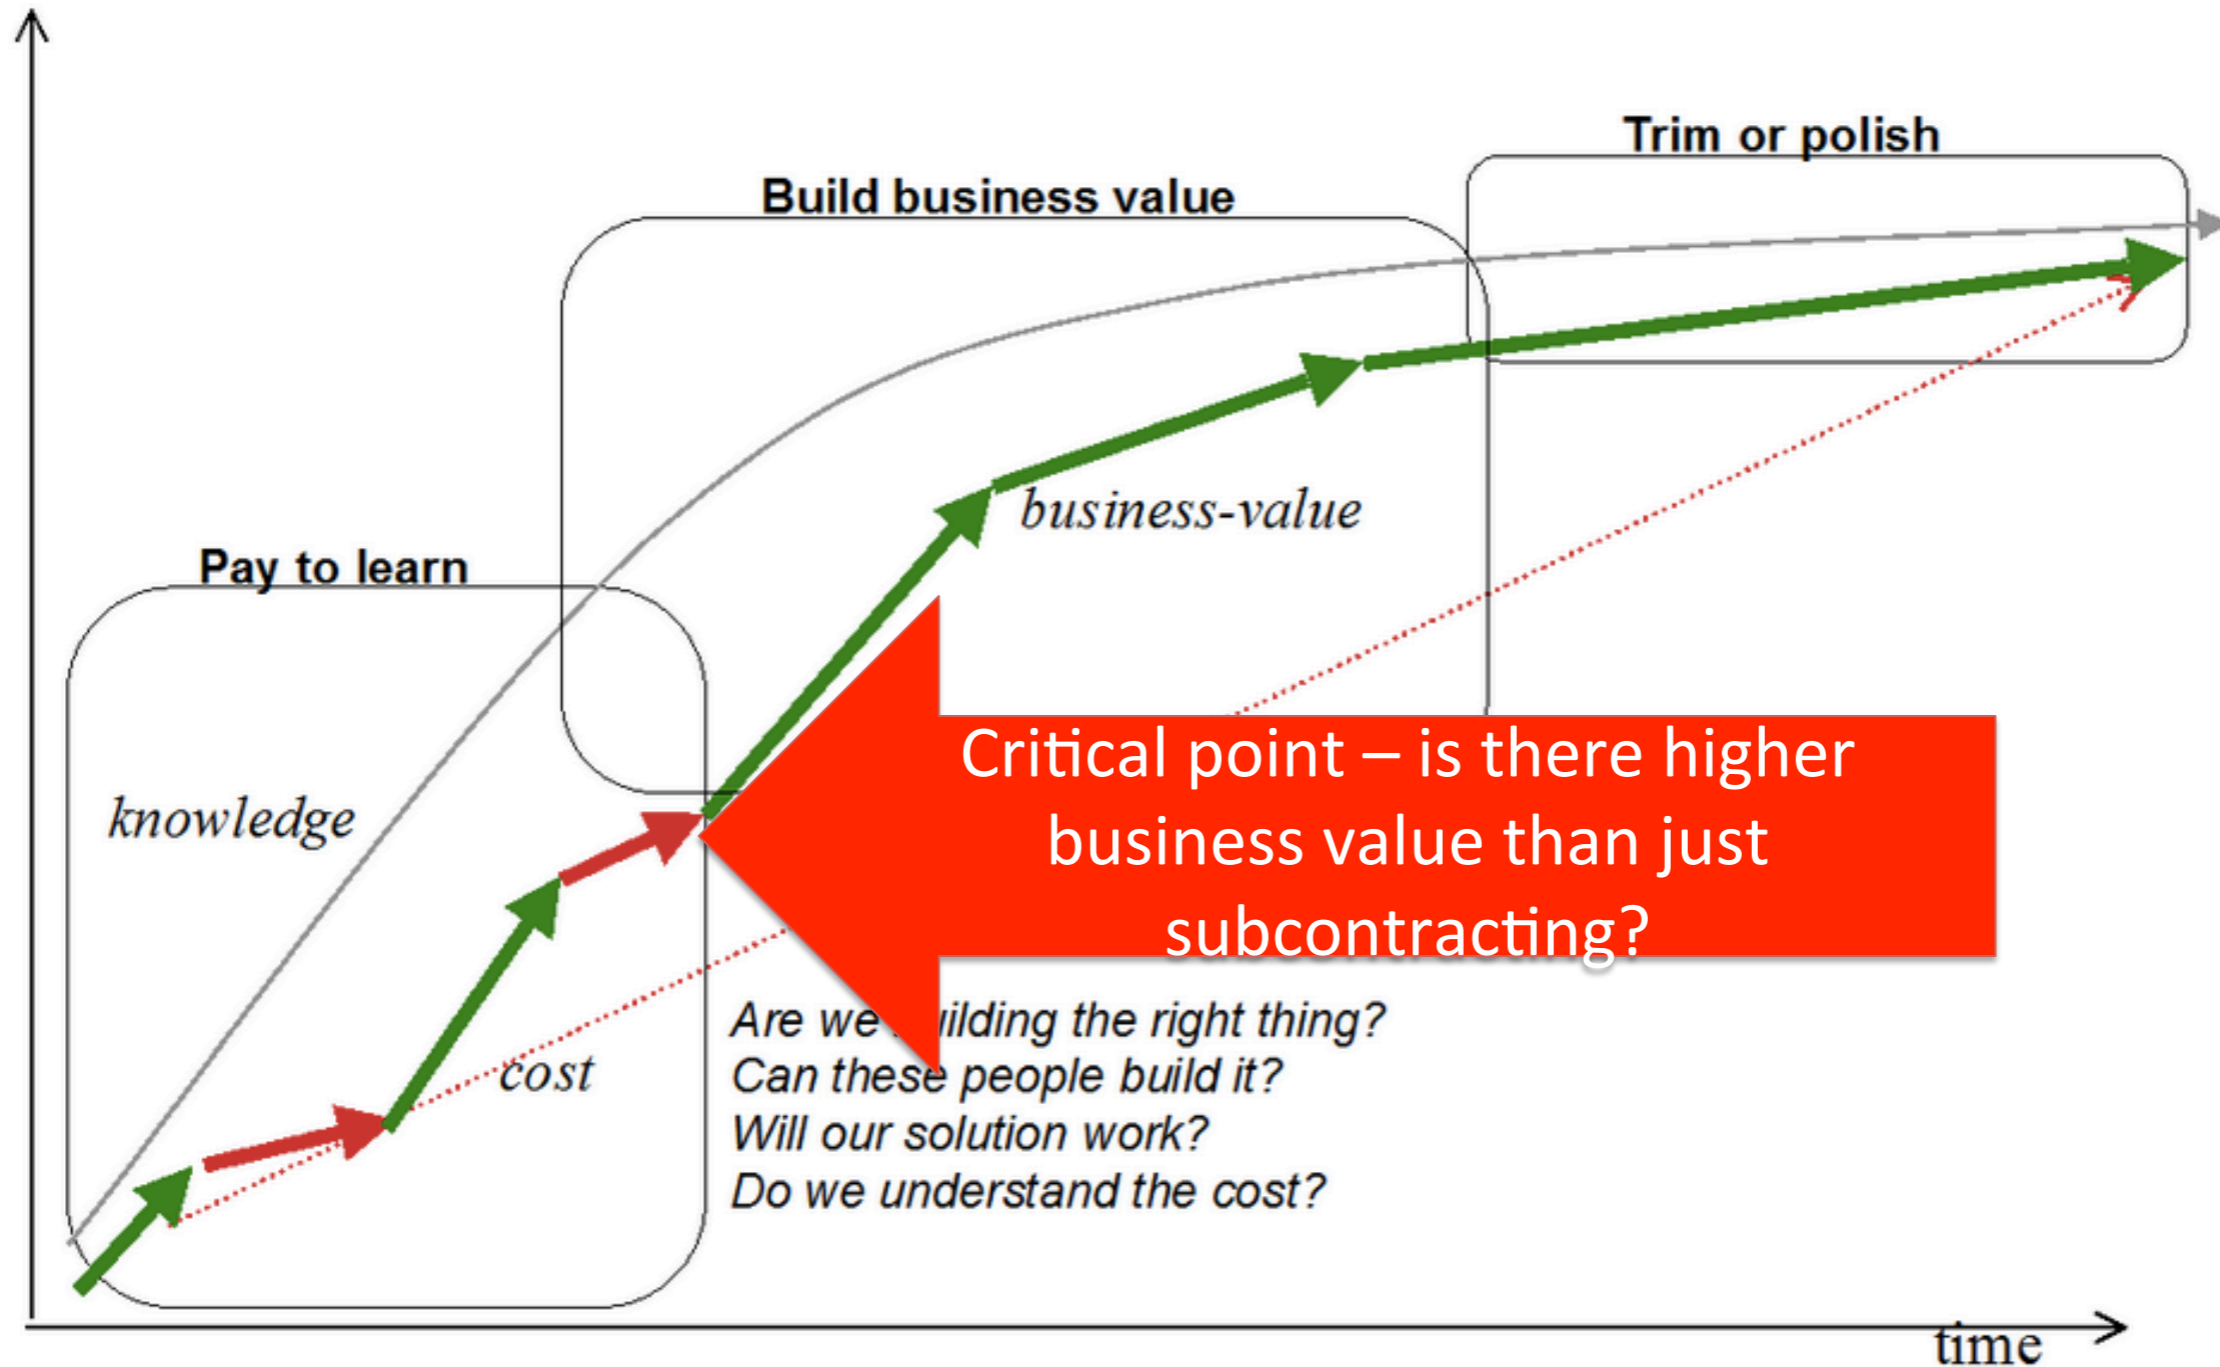 Trim or polish
Build business value
Pay to learn
business-value
knowledge
Critical point – is there higher
business value than just
subcontracting?
cost
Are we ilding the right thing?
Can these people build it?
Will our solution work?
Do we understand the cost?
time